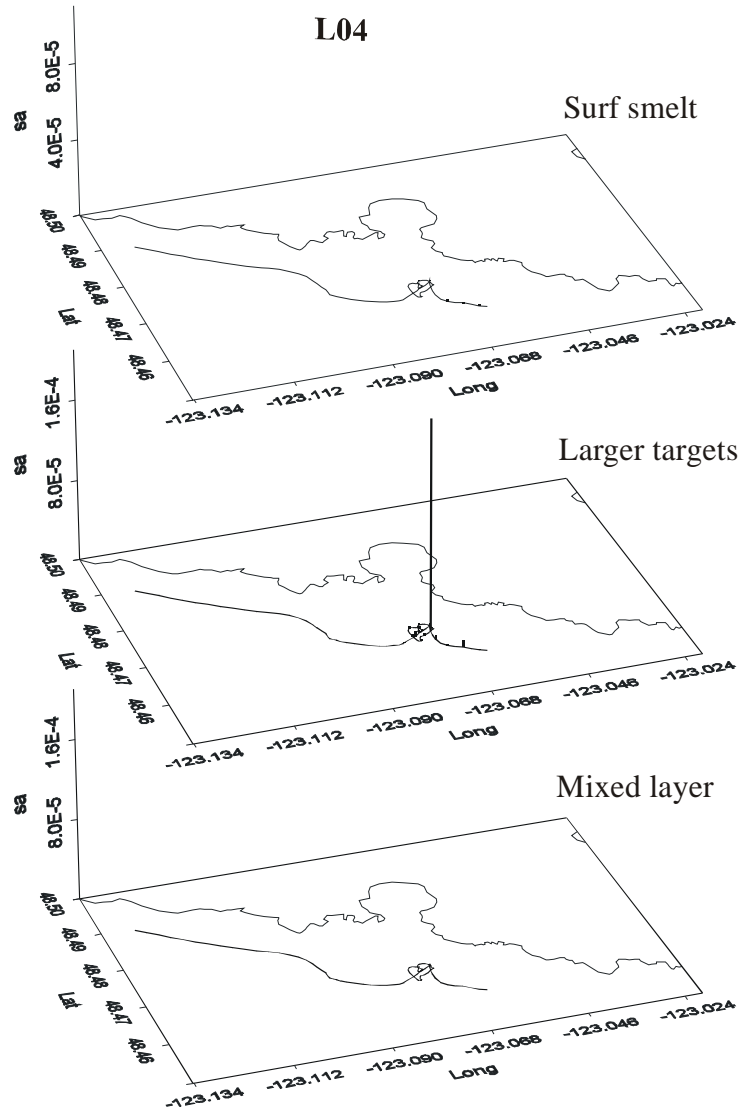 L04
8.0E-5
sa
4.0E-5
Surf smelt
48.50
48.49
48.48
48.47
48.46
Lat
-123.134
-123.112
-123.090
-123.068
-123.046
-123.024
Long
1.6E-4
sa
8.0E-5
Larger targets
48.50
48.49
48.48
48.47
48.46
Lat
-123.134
-123.112
-123.090
-123.068
-123.046
-123.024
Long
1.6E-4
sa
8.0E-5
Mixed layer
48.50
48.49
48.48
48.47
48.46
Lat
-123.134
-123.112
-123.090
-123.068
-123.046
-123.024
Long